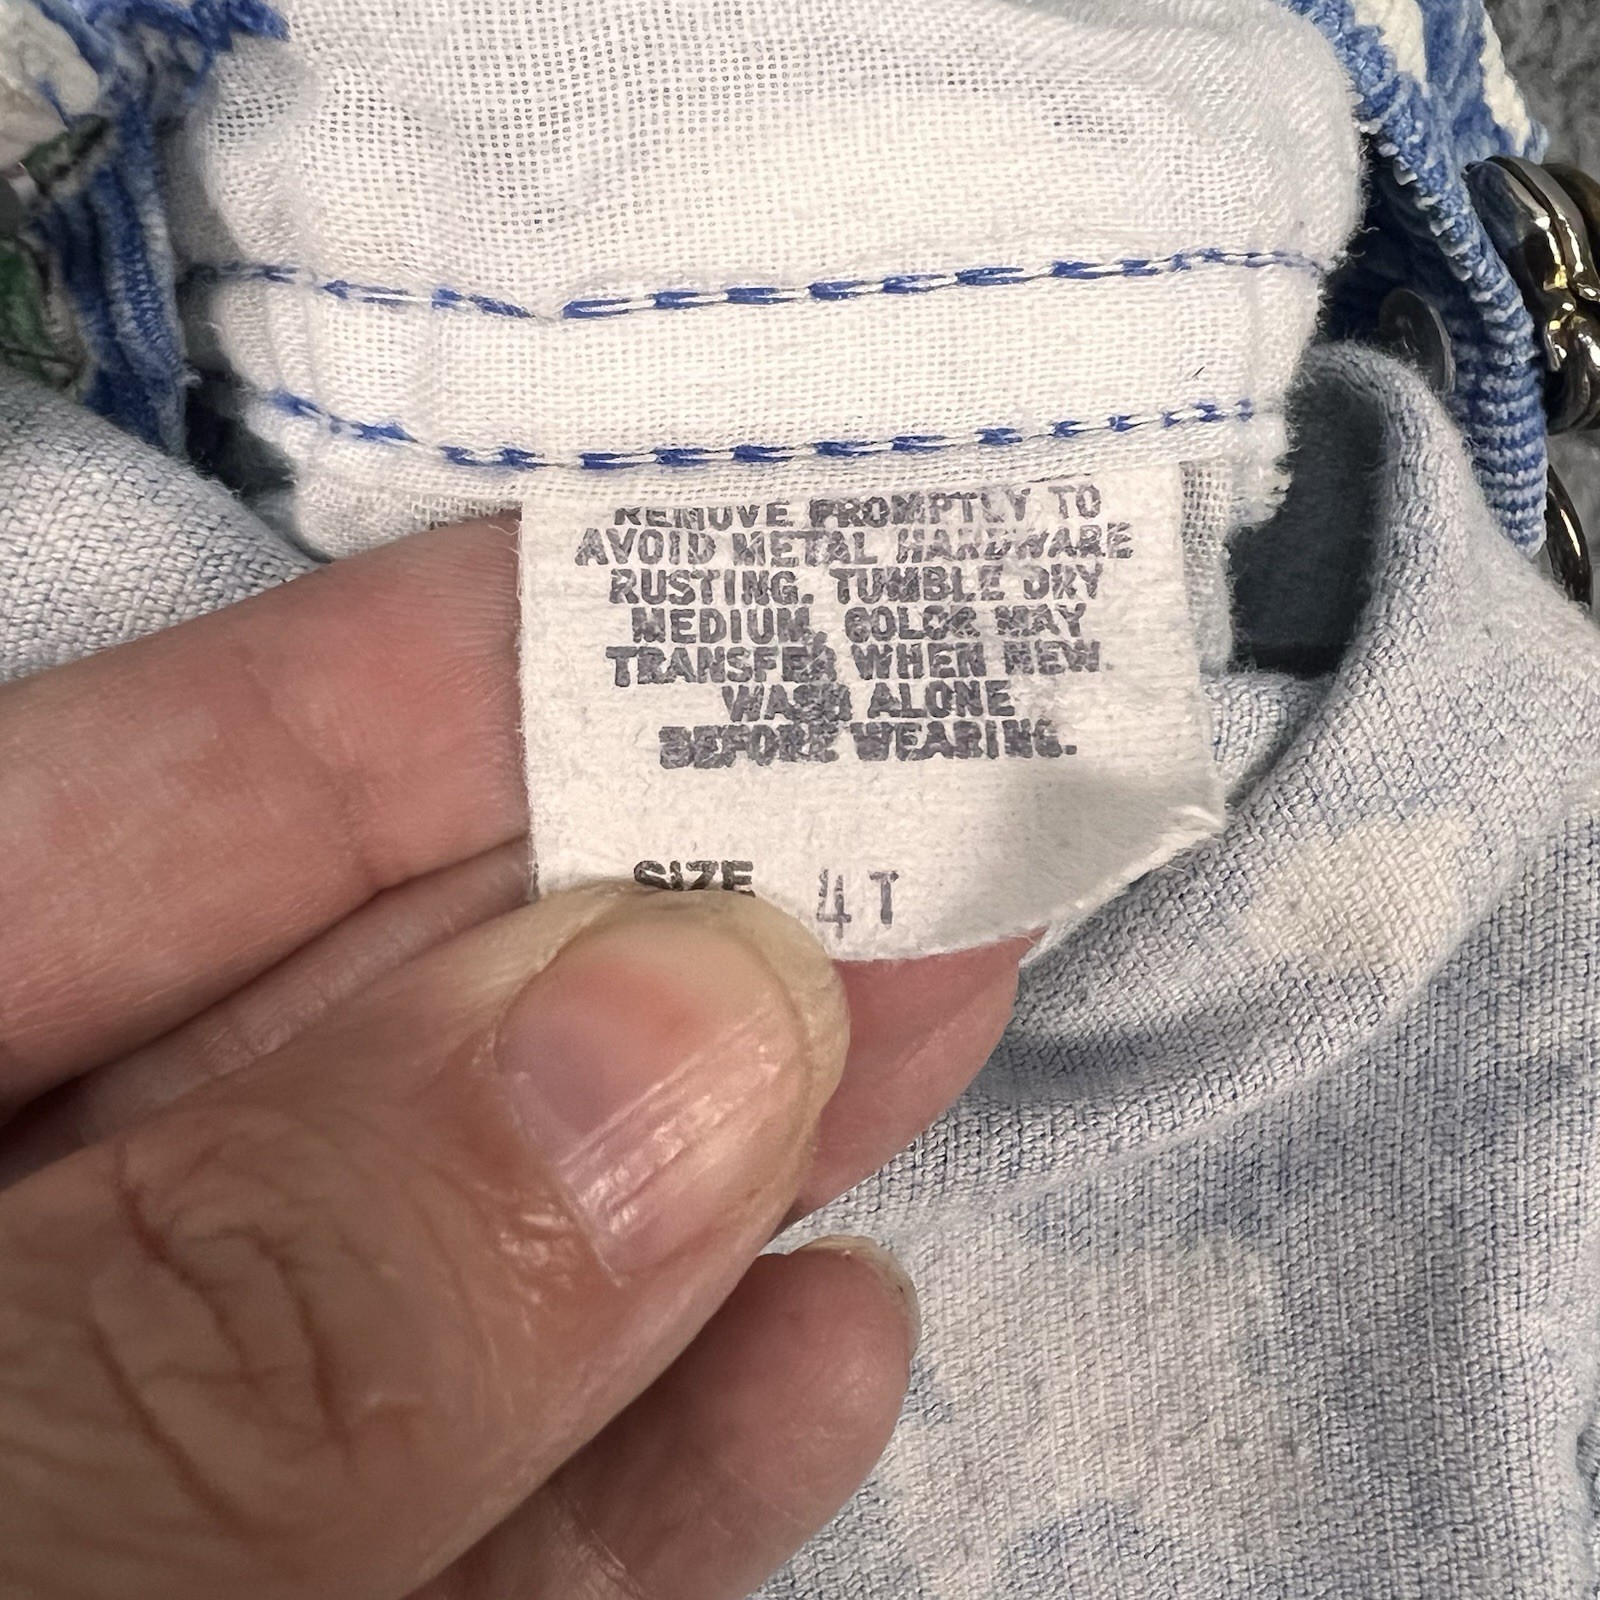 REMOVE PROMPTLY TO
AVOID METAL HARDWARE
RUSTING. TUMBLE DRY
MEDIUM. COLOR MAY
TRANSFER WHEN NEW.
WASH ALONE
BEFORE WEARING.
SIZE 4T